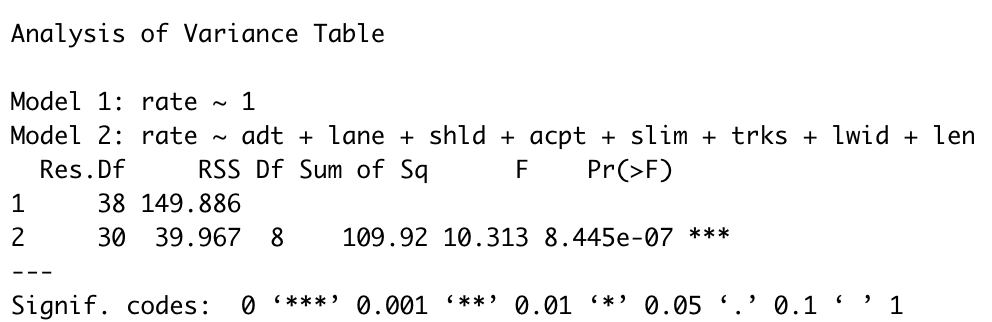 Analysis of Variance Table

Model 1: rate ~ 1
Model 2: rate ~ adt + lane + shld + acpt + slim + trks + lwid + len
  Res.Df     RSS Df Sum of Sq      F    Pr(>F)
1     38 149.886
2     30  39.967  8    109.92 10.313 8.445e-07 ***
---
Signif. codes:  0 ‘***’ 0.001 ‘**’ 0.01 ‘*’ 0.05 ‘.’ 0.1 ‘ ’ 1